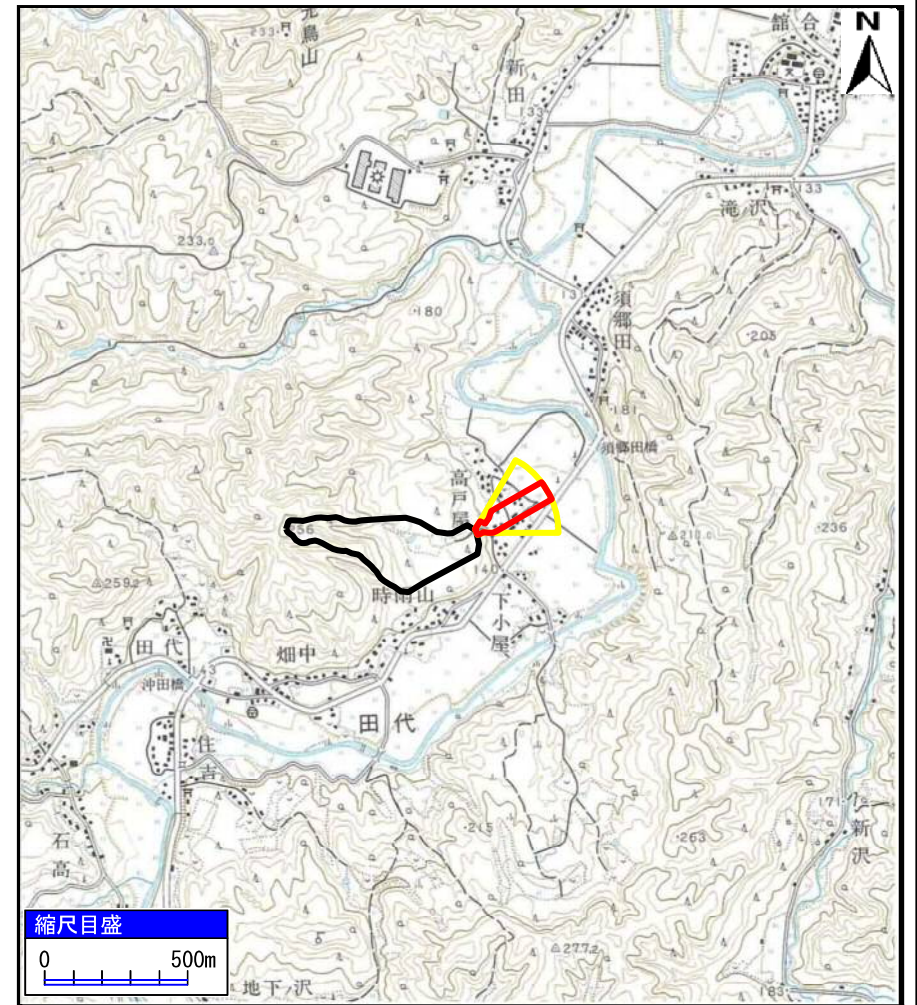 N
舘合
233
新田
133
滝沢
133
233.0
180
須郷田
205
181
須郷田橋
高戸屋
256
236
210.0
140
259.2
時雨山
下小屋
田代
畑中
143
沖田橋
田代
住吉
215
171
263
新沢
石高
277.2
183
地下沢
縮尺目盛
0 500m